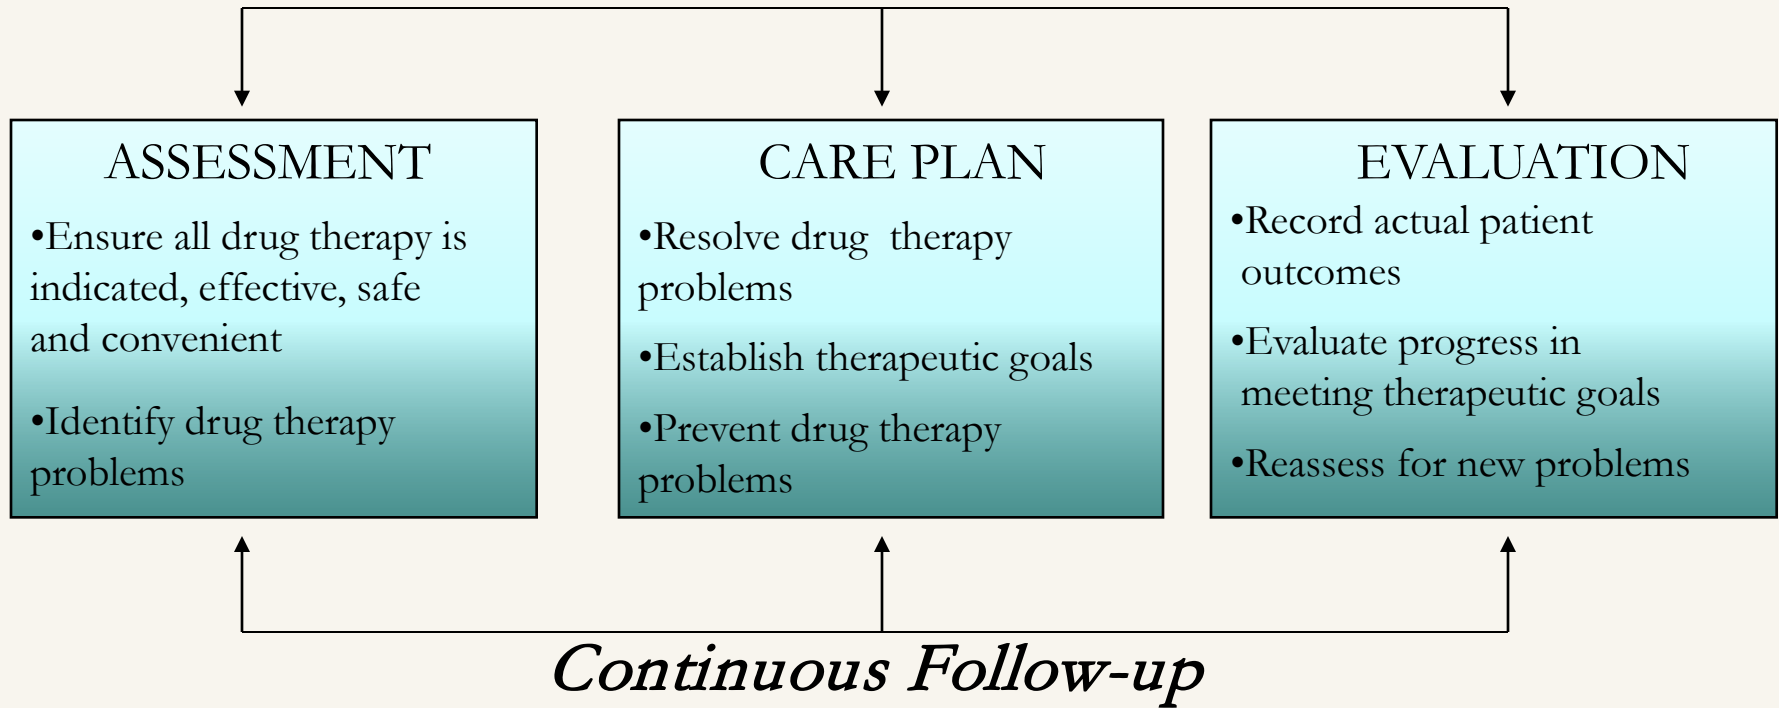 ASSESSMENT
•Ensure all drug therapy is
indicated, effective, safe
and convenient
•Identify drug therapy
problems
CARE PLAN
•Resolve drug  therapy
problems
•Establish therapeutic goals
•Prevent drug therapy
problems
EVALUATION
•Record actual patient
outcomes
•Evaluate progress in
meeting therapeutic goals
•Reassess for new problems
Continuous Follow-up